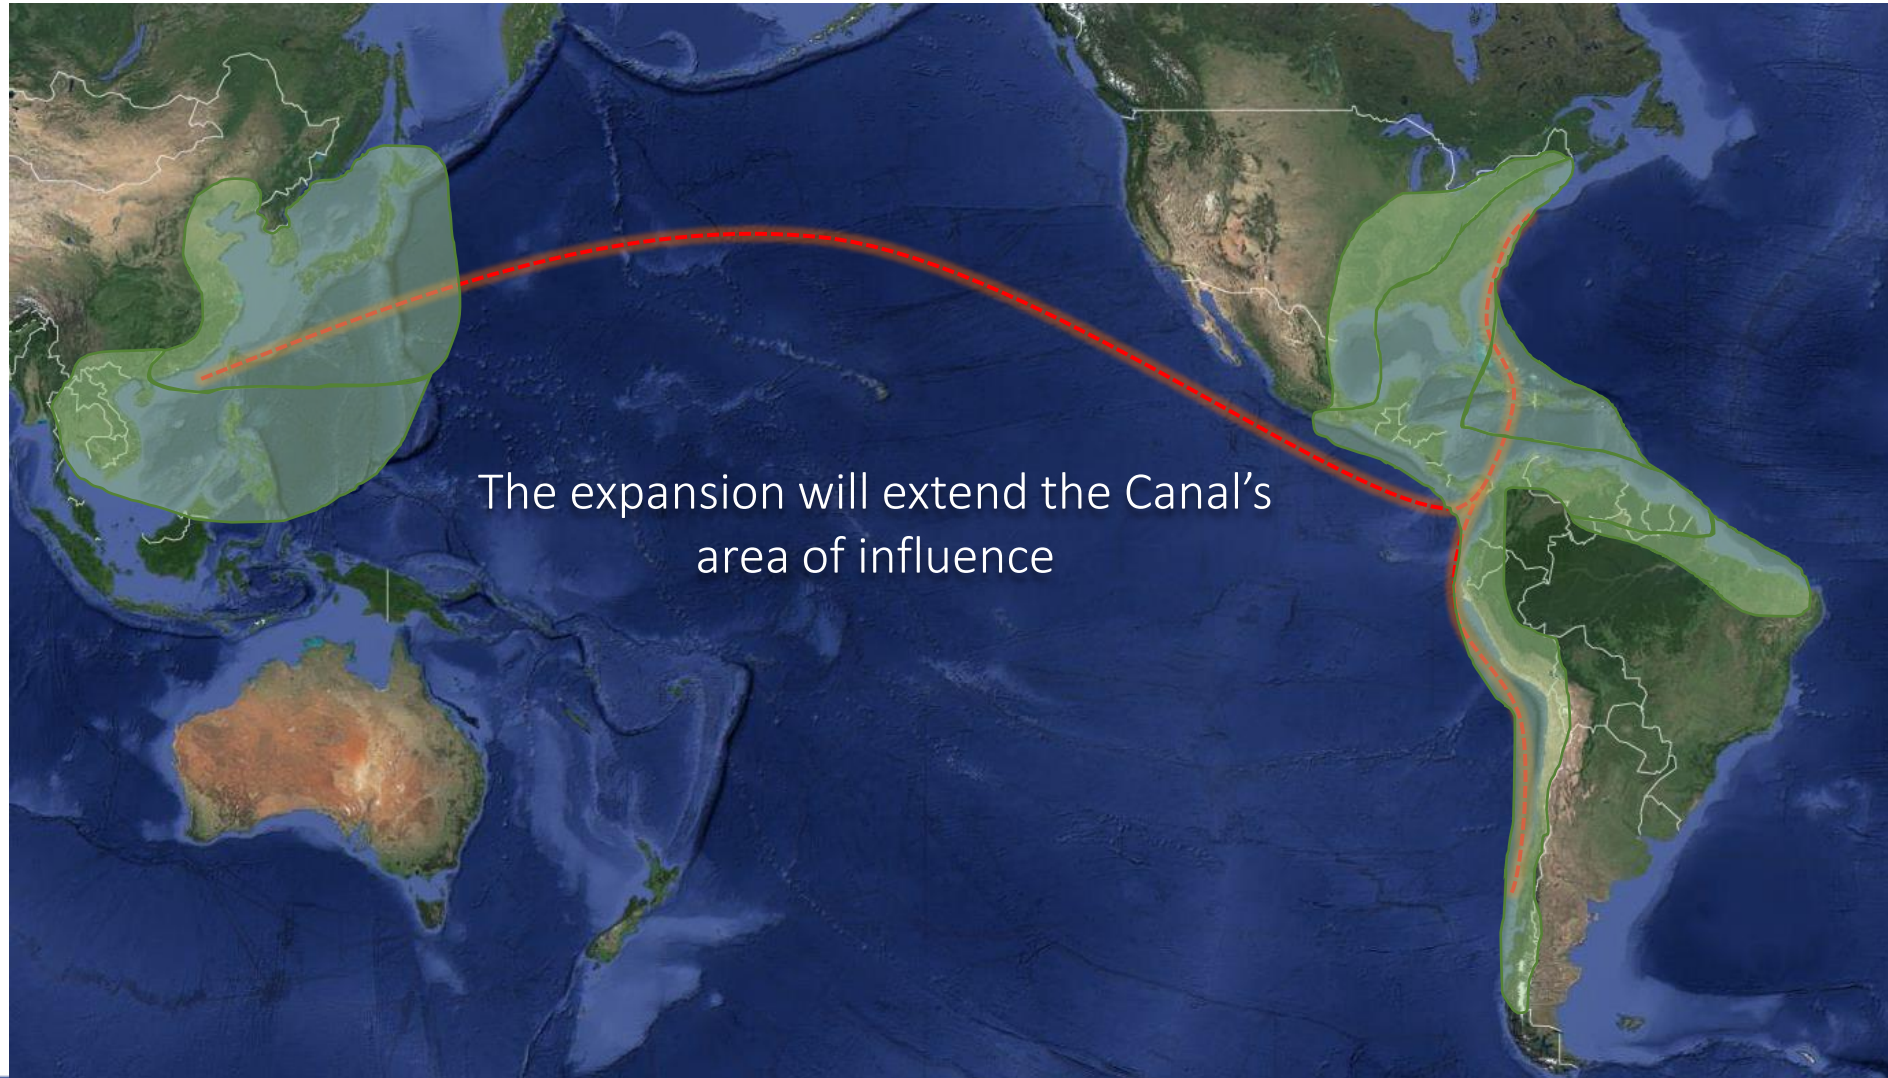 The expansion will extend the Canal’s
area of influence